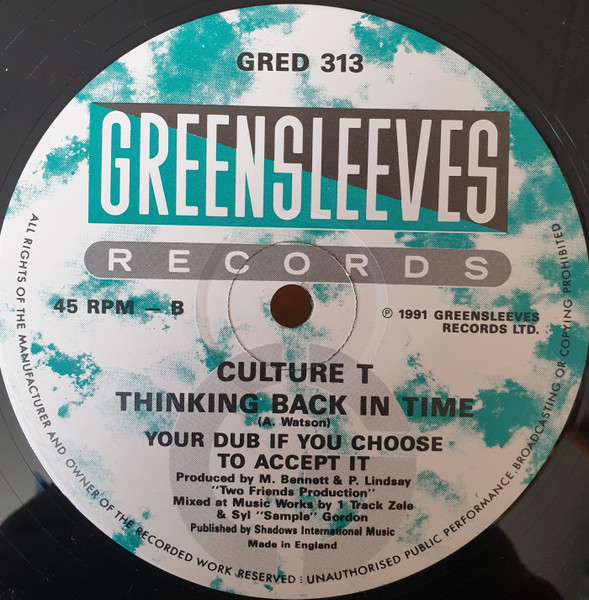 GRED 313
GREENSLEEVES
RECORDS
45 RPM – B
℗ 1991 GREENSLEEVES
RECORDS LTD.
CULTURE T
THINKING BACK IN TIME
(A. Watson)
YOUR DUB IF YOU CHOOSE
TO ACCEPT IT
Produced by M. Bennett & P. Lindsay
"Two Friends Production"
Mixed at Music Works by 1 Track Zele
& Syl "Sample" Gordon
Published by Shadows International Music
Made in England
ALL RIGHTS OF THE MANUFACTURER AND OWNER OF THE RECORDED WORK RESERVED : UNAUTHORISED PUBLIC PERFORMANCE·BROADCASTING OR COPYING PROHIBITED